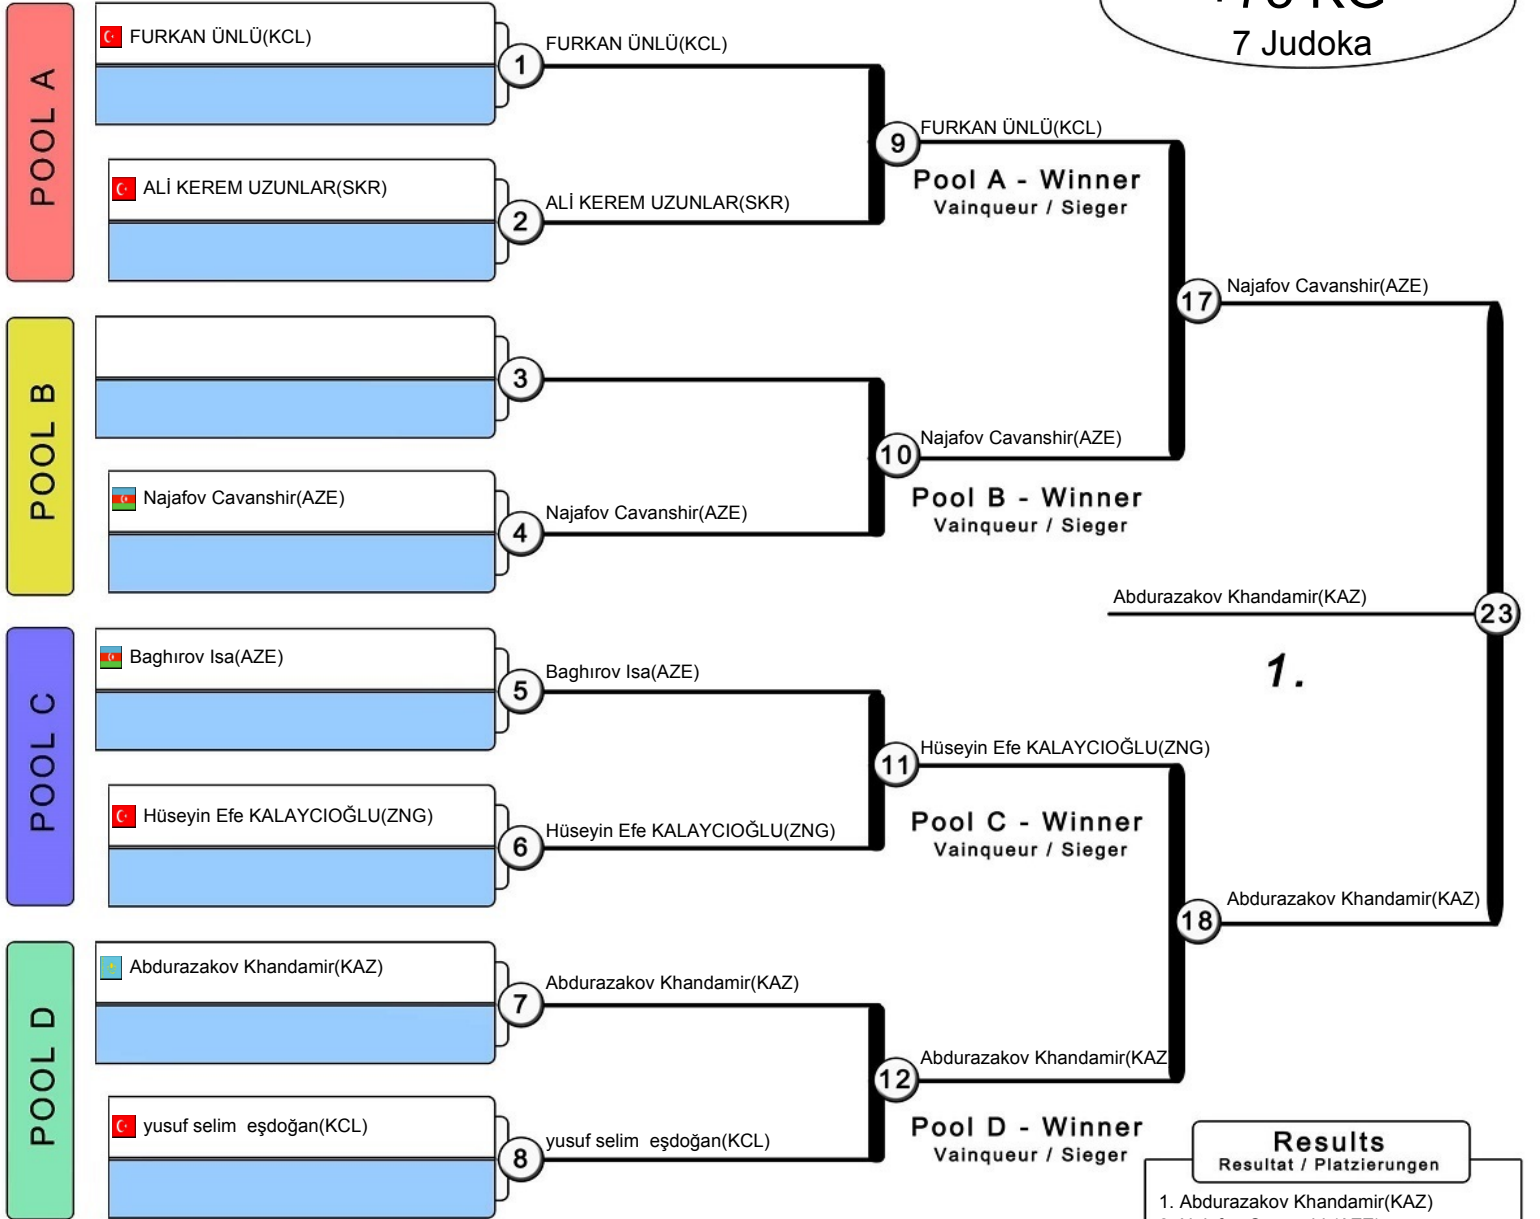 7 Judoka
POOL A
FURKAN ÜNLÜ(KCL)
ALİ KEREM UZUNLAR(SKR)
1
FURKAN ÜNLÜ(KCL)
2
ALİ KEREM UZUNLAR(SKR)
9
FURKAN ÜNLÜ(KCL)
Pool A - Winner
Vainqueur / Sieger
POOL B
Najafov Cavanshir(AZE)
3
4
Najafov Cavanshir(AZE)
10
Najafov Cavanshir(AZE)
Pool B - Winner
Vainqueur / Sieger
17
Najafov Cavanshir(AZE)
POOL C
Baghırov Isa(AZE)
Hüseyin Efe KALAYCIOĞLU(ZNG)
5
Baghırov Isa(AZE)
6
Hüseyin Efe KALAYCIOĞLU(ZNG)
11
Hüseyin Efe KALAYCIOĞLU(ZNG)
Pool C - Winner
Vainqueur / Sieger
POOL D
Abdurazakov Khandamir(KAZ)
yusuf selim eşdoğan(KCL)
7
Abdurazakov Khandamir(KAZ)
8
yusuf selim eşdoğan(KCL)
12
Abdurazakov Khandamir(KAZ
Pool D - Winner
Vainqueur / Sieger
18
Abdurazakov Khandamir(KAZ)
Abdurazakov Khandamir(KAZ)
23
1.
Results
Resultat / Platzierungen
1. Abdurazakov Khandamir(KAZ)